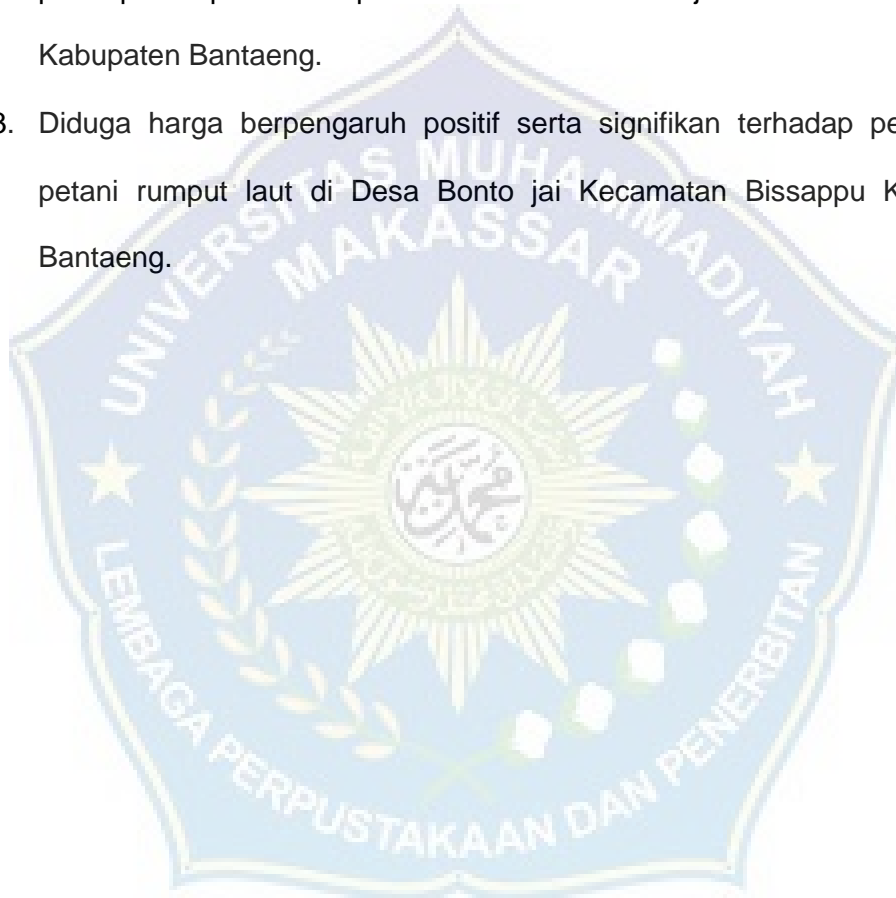 Kabupaten Bantaeng.
3. Diduga harga berpengaruh positif serta signifikan terhadap pe
petani rumput laut di Desa Bonto jai Kecamatan Bissappu K
Bantaeng.
UNIVERSITAS MUHAMMADIYAH
MAKASSAR
LEMBAGA PERPUSTAKAAN DAN PENERBITAN